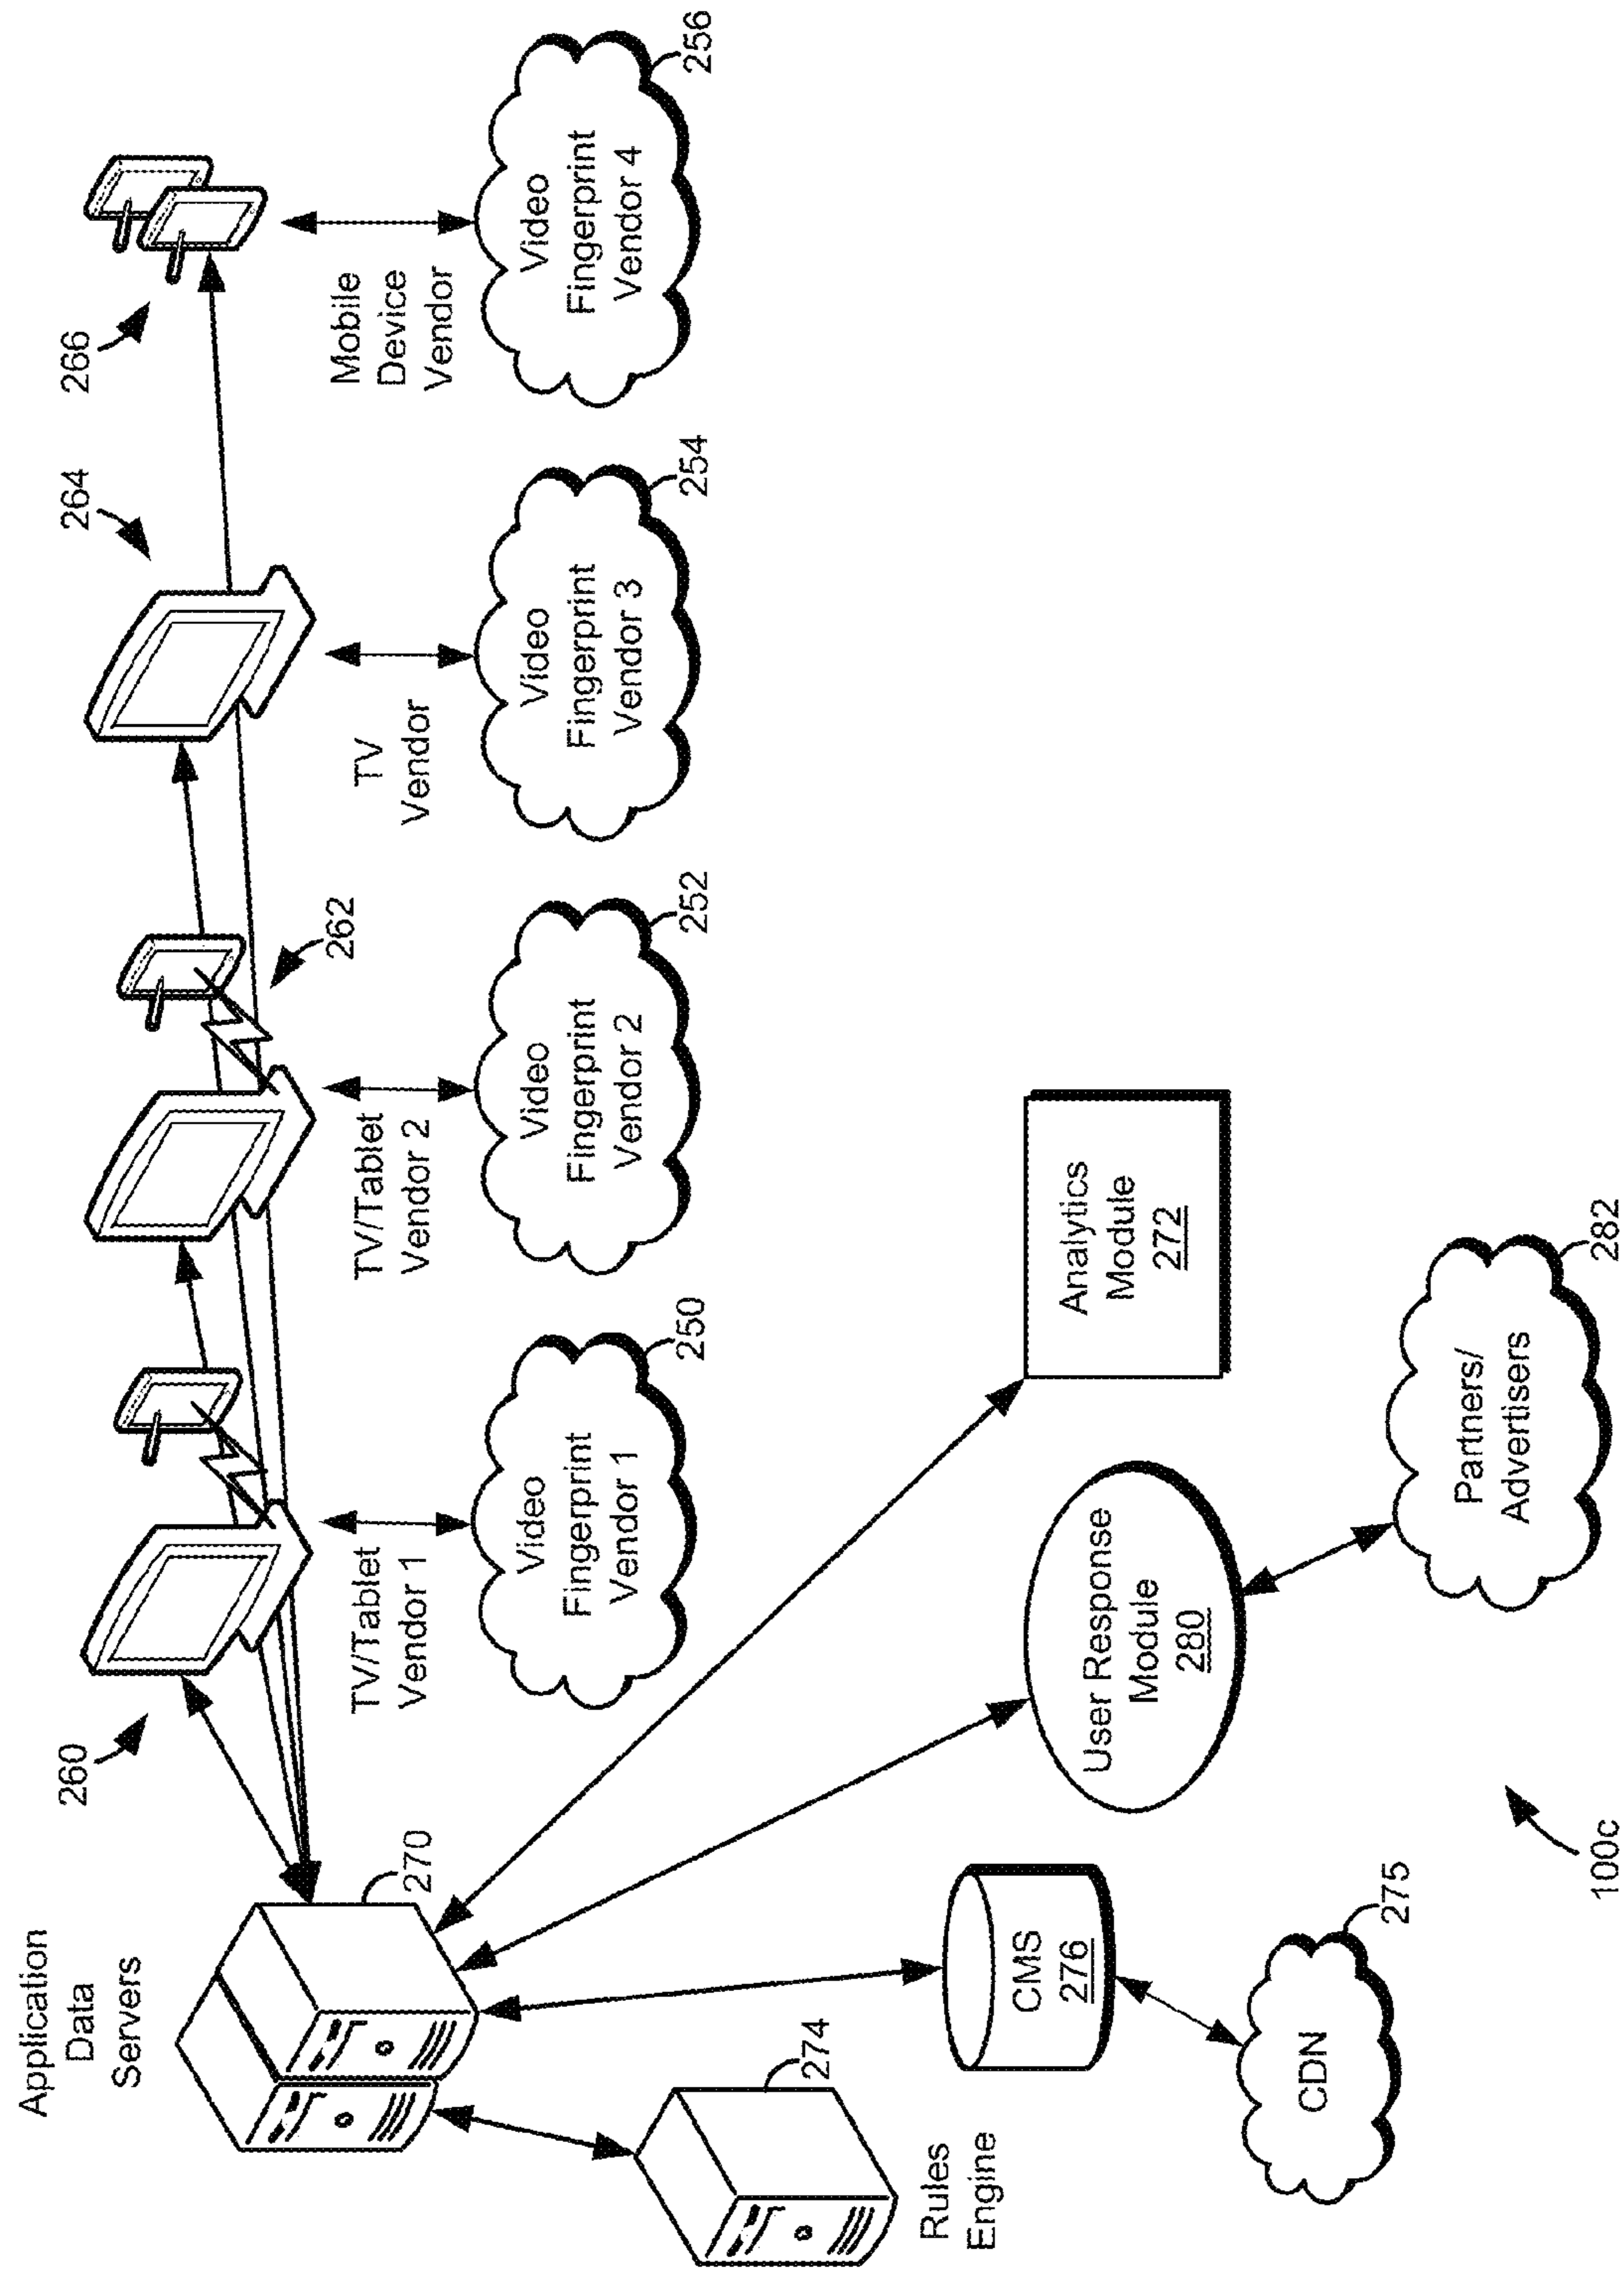 Application
Data
Servers
270
260
262
264
266
TV/Tablet
Vendor 1
TV/Tablet
Vendor 2
TV
Vendor
Mobile
Device
Vendor
Video
Fingerprint
Vendor 1
250
Video
Fingerprint
Vendor 2
252
Video
Fingerprint
Vendor 3
254
Video
Fingerprint
Vendor 4
256
Rules
Engine
274
CMS
276
CDN
275
User Response
Module
280
Analytics
Module
272
Partners/
Advertisers
282
100c